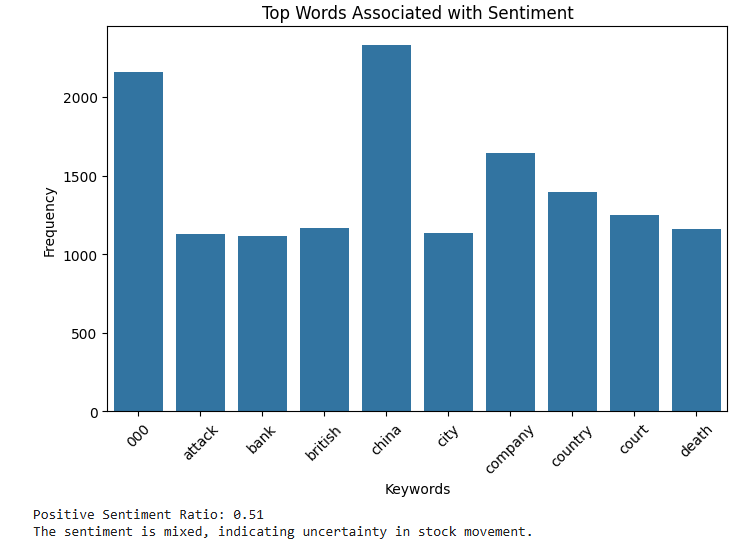 Top Words Associated with Sentiment
2000
1500
1000
500
0
Frequency
000
attack
bank
british
china
city
company
country
court
death
Keywords
Positive Sentiment Ratio: 0.51
The sentiment is mixed, indicating uncertainty in stock movement.